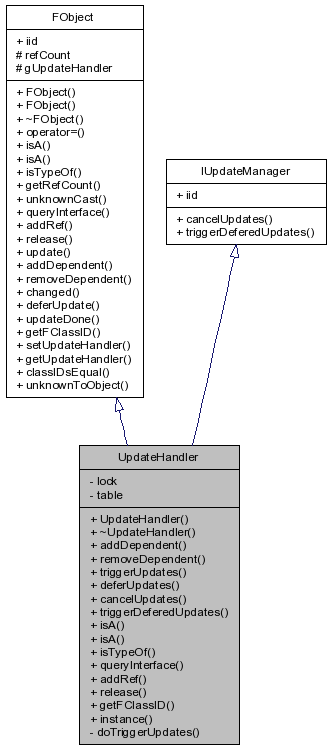 FObject
+ iid
# refCount
# gUpdateHandler
+ FObject()
+ FObject()
+ ~FObject()
+ operator=()
+ isA()
+ isA()
+ isTypeOf()
+ getRefCount()
+ unknownCast()
+ queryInterface()
+ addRef()
+ release()
+ update()
+ addDependent()
+ removeDependent()
+ changed()
+ deferUpdate()
+ updateDone()
+ getFClassID()
+ setUpdateHandler()
+ getUpdateHandler()
+ classIDsEqual()
+ unknownToObject()
IUpdateManager
+ iid
+ cancelUpdates()
+ triggerDeferedUpdates()
UpdateHandler
- lock
- table
+ UpdateHandler()
+ ~UpdateHandler()
+ addDependent()
+ removeDependent()
+ triggerUpdates()
+ deferUpdates()
+ cancelUpdates()
+ triggerDeferedUpdates()
+ isA()
+ isA()
+ isTypeOf()
+ queryInterface()
+ addRef()
+ release()
+ getFClassID()
+ instance()
- doTriggerUpdates()